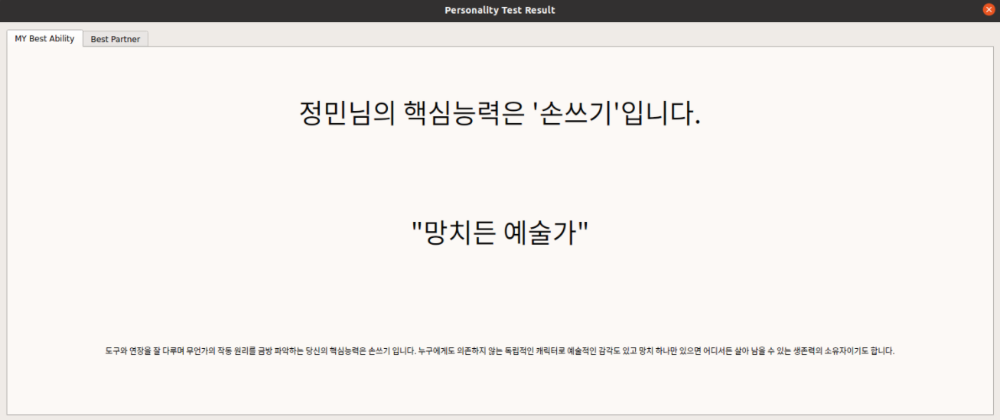 Personality Test Result
MY Best Ability
Best Partner
정민님의 핵심능력은 '손쓰기'입니다.
"망치든 예술가"
도구와 연장을 잘 다루며 무언가의 작동 원리를 금방 파악하는 당신의 핵심능력은 손쓰기 입니다. 누구에게도 의존하지 않는 독립적인 캐릭터로 예술적인 감각도 있고 망치 하나만 있으면 어디서든 살아 남을 수 있는 생존력의 소유자이기도 합니다.